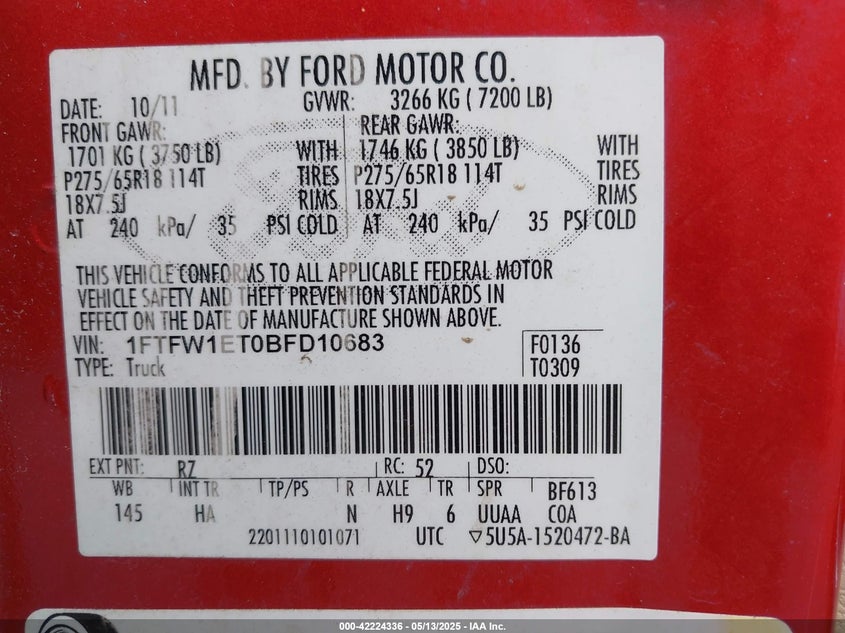 MFD. BY FORD MOTOR CO.
DATE: 10/11 GVWR: 3266 KG ( 7200 LB)
FRONT GAWR: REAR GAWR:
1701 KG ( 3750 LB) WITH 1746 KG ( 3850 LB) WITH
P275/65R18 114T TIRES P275/65R18 114T TIRES
18X7.5J RIMS 18X7.5J RIMS
AT 240 kPa/ 35 PSI COLD AT 240 kPa/ 35 PSI COLD
THIS VEHICLE CONFORMS TO ALL APPLICABLE FEDERAL MOTOR
VEHICLE SAFETY AND THEFT PREVENTION STANDARDS IN
EFFECT ON THE DATE OF MANUFACTURE SHOWN ABOVE.
VIN: 1FTFW1ET0BFD10683 F0136
TYPE: Truck T0309
EXT PNT: RZ RC: 52 DSO:
WB INT TR TP/PS R AXLE TR SPR BF613
145 HA N H9 6 UUAA COA
2201110101071 UTC ▽5U5A-1520472-BA
000-42224336 — 05/13/2025 — IAA Inc.